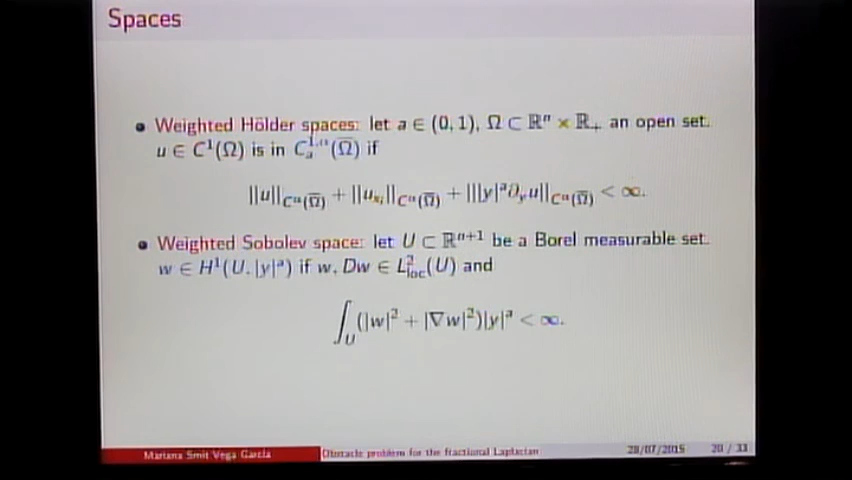 Spaces
• Weighted Hölder spaces: let a ∈ (0, 1), Ω ⊂ ℝⁿ × ℝ₊ an open set.
u ∈ C¹(Ω) is in C_a^{1,α}(Ω̅) if
||u||_{C^α(Ω̅)} + ||u_{x_i}||_{C^α(Ω̅)} + |||y|^a ∂_y u||_{C^α(Ω̅)} < ∞.
• Weighted Sobolev space: let U ⊂ ℝ^{n+1} be a Borel measurable set.
w ∈ H¹(U, |y|^a) if w, Dw ∈ L²_{loc}(U) and
∫_U (|w|² + |∇w|²)|y|^a < ∞.
Mariana Smit Vega Garcia Obstacle problem for the fractional Laplacian 28/07/2015 20 / 33